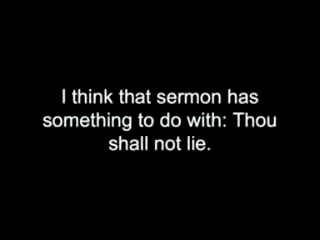 I think that sermon has
something to do with: Thou
shall not lie.